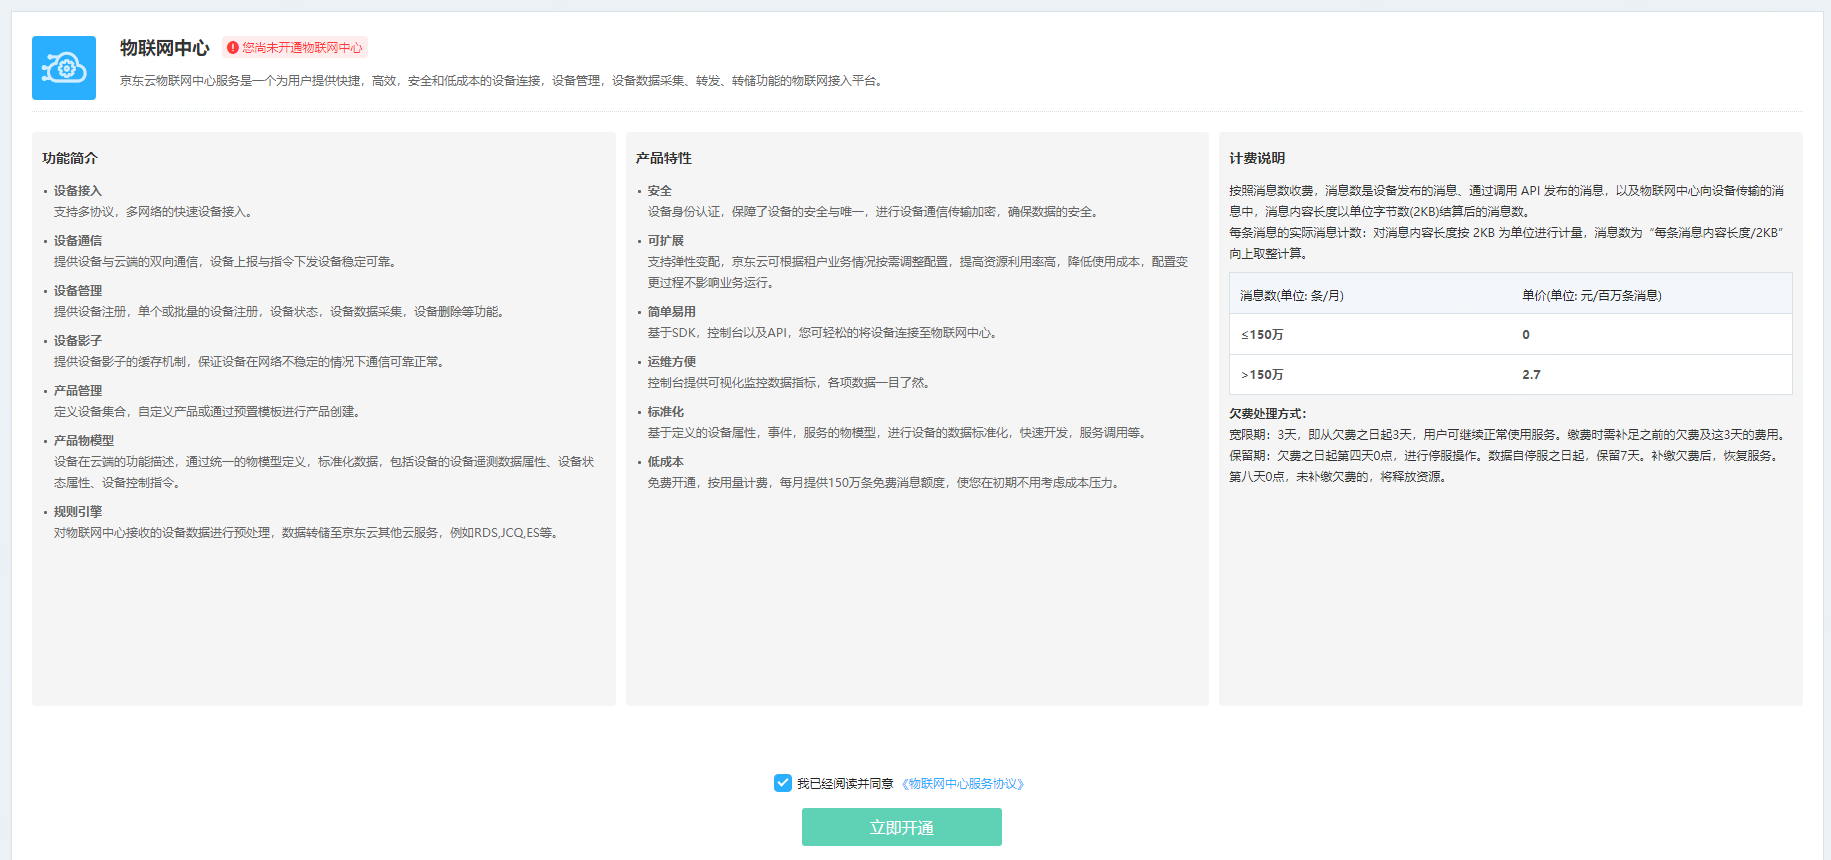 物联网中心
您尚未开通物联网中心
京东云物联网中心服务是一个为用户提供快捷，高效，安全和低成本的设备连接，设备管理，设备数据采集、转发、转储功能的物联网接入平台。
功能简介
• 设备接入
支持多协议，多网络的快速设备接入。
• 设备通信
提供设备与云端的双向通信，设备上报与指令下发设备稳定可靠。
• 设备管理
提供设备注册，单个或批量的设备注册，设备状态，设备数据采集，设备删除等功能。
• 设备影子
提供设备影子的缓存机制，保证设备在网络不稳定的情况下通信可靠正常。
• 产品管理
定义设备集合，自定义产品或通过预置模板进行产品创建。
• 产品物模型
设备在云端的功能描述，通过统一的物模型定义，标准化数据，包括设备的设备遥测数据属性、设备状
态属性、设备控制指令。
• 规则引擎
对物联网中心接收的设备数据进行预处理，数据转储至京东云其他云服务，例如RDS,JCQ,ES等。
产品特性
• 安全
设备身份认证，保障了设备的安全与唯一，进行设备通信传输加密，确保数据的安全。
• 可扩展
支持弹性变配，京东云可根据租户业务情况按需调整配置，提高资源利用率高，降低使用成本，配置变
更过程不影响业务运行。
• 简单易用
基于SDK，控制台以及API，您可轻松的将设备连接至物联网中心。
• 运维方便
控制台提供可视化监控数据指标，各项数据一目了然。
• 标准化
基于定义的设备属性，事件，服务的物模型，进行设备的数据标准化，快速开发，服务调用等。
• 低成本
免费开通，按用量计费，每月提供150万条免费消息额度，使您在初期不用考虑成本压力。
计费说明
按照消息数收费，消息数是设备发布的消息、通过调用 API 发布的消息，以及物联网中心向设备传输的消
息中，消息内容长度以单位字节数(2KB)结算后的消息数。
每条消息的实际消息计数：对消息内容长度按 2KB 为单位进行计量，消息数为“每条消息内容长度/2KB”
向上取整计算。
消息数(单位: 条/月) 单价(单位: 元/百万条消息)
≤150万 0
>150万 2.7
欠费处理方式：
宽限期：3天，即从欠费之日起3天，用户可继续正常使用服务。缴费时需补足之前的欠费及这3天的费用。
保留期：欠费之日起第四天0点，进行停服操作。数据自停服之日起，保留7天。补缴欠费后，恢复服务。
第八天0点，未补缴欠费的，将释放资源。
我已经阅读并同意 《物联网中心服务协议》
立即开通